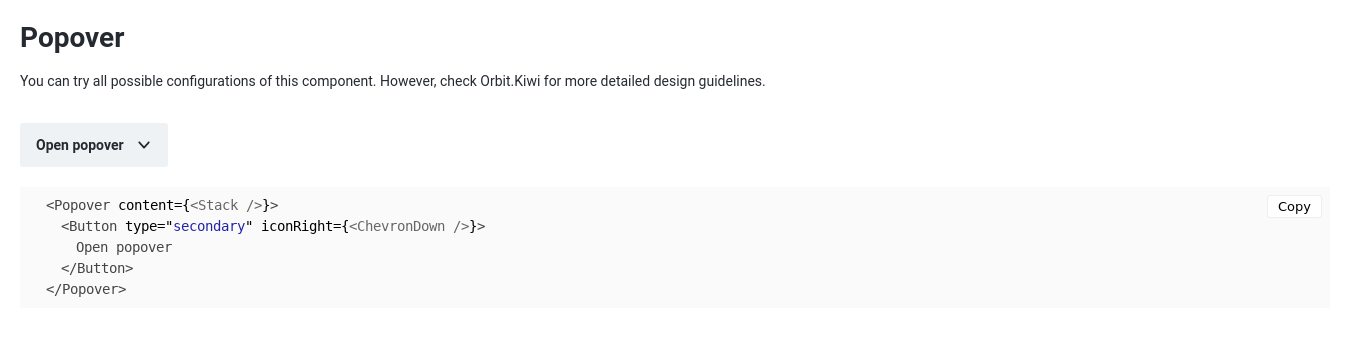 Popover
You can try all possible configurations of this component. However, check Orbit.Kiwi for more detailed design guidelines.
Open popover
<Popover content={<Stack />}>
Copy
<Button type="secondary" iconRight={<ChevronDown />}>
Open popover
</Button>
</Popover>